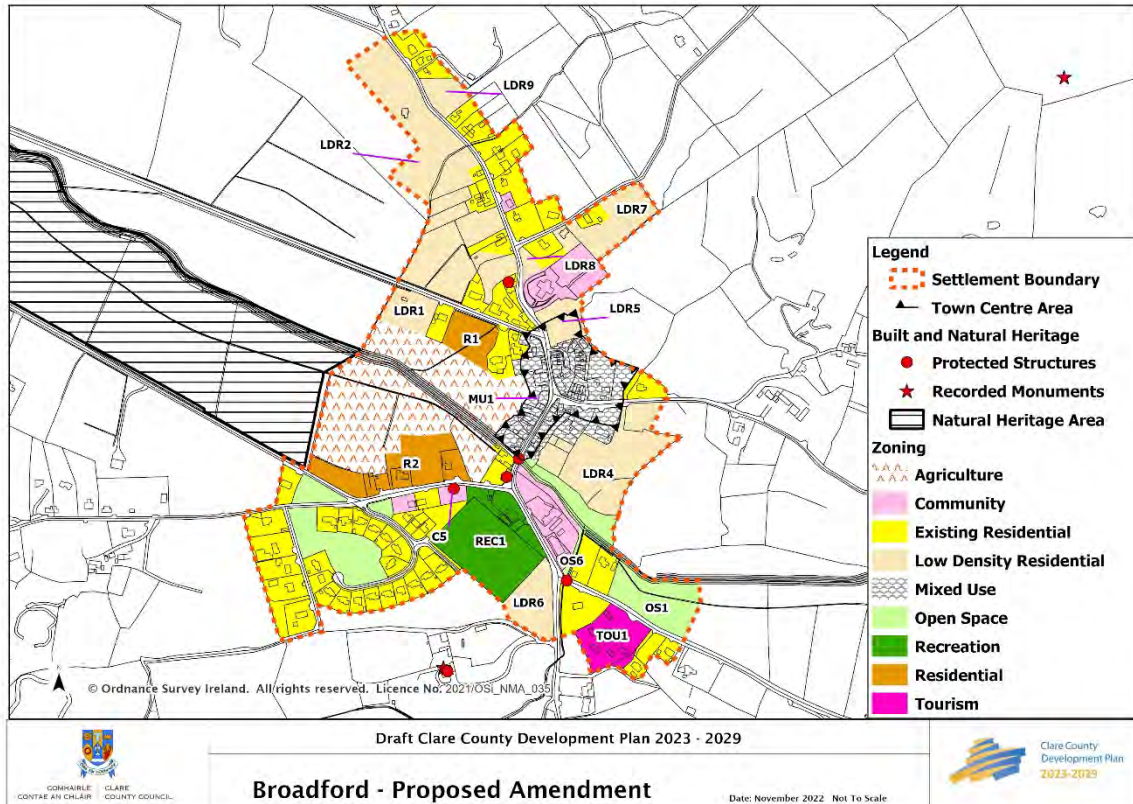 LDR9
LDR2
LDR7
LDR8
LDR5
LDR1
R1
MU1
LDR4
R2
C5
REC1
OS6
LDR6
OS1
TOU1
Legend
Settlement Boundary
Town Centre Area
Built and Natural Heritage
Protected Structures
Recorded Monuments
Natural Heritage Area
Zoning
Agriculture
Community
Existing Residential
Low Density Residential
Mixed Use
Open Space
Recreation
Residential
Tourism
© Ordnance Survey Ireland. All rights reserved. Licence No. 2021/OSi_NMA_035
Draft Clare County Development Plan 2023 - 2029
Broadford - Proposed Amendment
Date: November 2022 Not To Scale
COMHAIRLE CONTAE AN CHLÁIR
CLARE COUNTY COUNCIL
Clare County
Development Plan
2023-2029